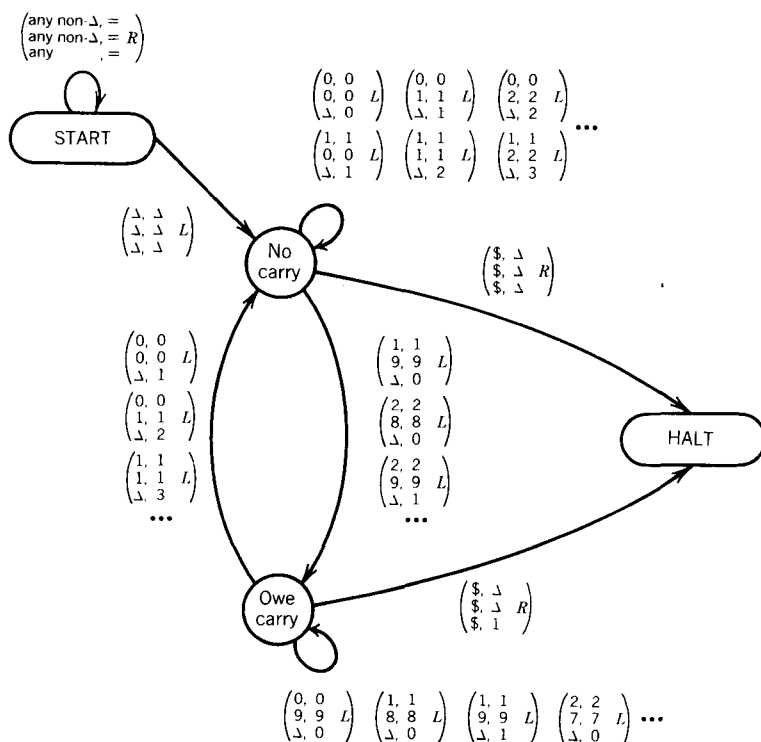 (any non-Δ, =
any non-Δ, = R
any , =)
START
(0, 0
0, 0 L
Δ, 0)
(0, 0
1, 1 L
Δ, 1)
(0, 0
2, 2 L
Δ, 2)
(1, 1
0, 0 L
Δ, 1)
(1, 1
1, 1 L
Δ, 2)
(1, 1
2, 2 L
Δ, 3)
...
(Δ, Δ
Δ, Δ L
Δ, Δ)
No
carry
($, Δ
$, Δ R
$, Δ)
(0, 0
0, 0 L
Δ, 1)
(0, 0
1, 1 L
Δ, 2)
(1, 1
1, 1 L
Δ, 3)
...
(1, 1
9, 9 L
Δ, 0)
(2, 2
8, 8 L
Δ, 0)
(2, 2
9, 9 L
Δ, 1)
...
HALT
Owe
carry
($, Δ
$, Δ R
$, 1)
(0, 0
9, 9 L
Δ, 0)
(1, 1
8, 8 L
Δ, 0)
(1, 1
9, 9 L
Δ, 1)
(2, 2
7, 7 L
Δ, 0)
...